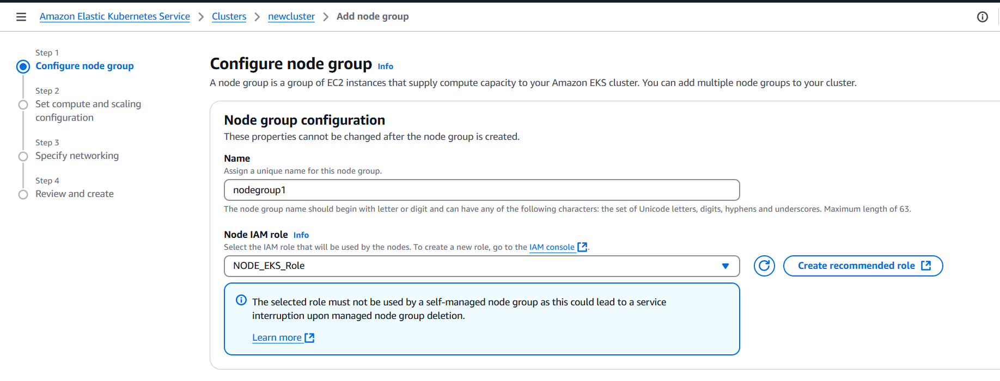 Amazon Elastic Kubernetes Service > Clusters > newcluster > Add node group
Step 1
Configure node group
Step 2
Set compute and scaling
configuration
Step 3
Specify networking
Step 4
Review and create
Configure node group Info
A node group is a group of EC2 instances that supply compute capacity to your Amazon EKS cluster. You can add multiple node groups to your cluster.
Node group configuration
These properties cannot be changed after the node group is created.
Name
Assign a unique name for this node group.
nodegroup1
The node group name should begin with letter or digit and can have any of the following characters: the set of Unicode letters, digits, hyphens and underscores. Maximum length of 63.
Node IAM role Info
Select the IAM role that will be used by the nodes. To create a new role, go to the IAM console.
NODE_EKS_Role
Create recommended role
The selected role must not be used by a self-managed node group as this could lead to a service
interruption upon managed node group deletion.
Learn more